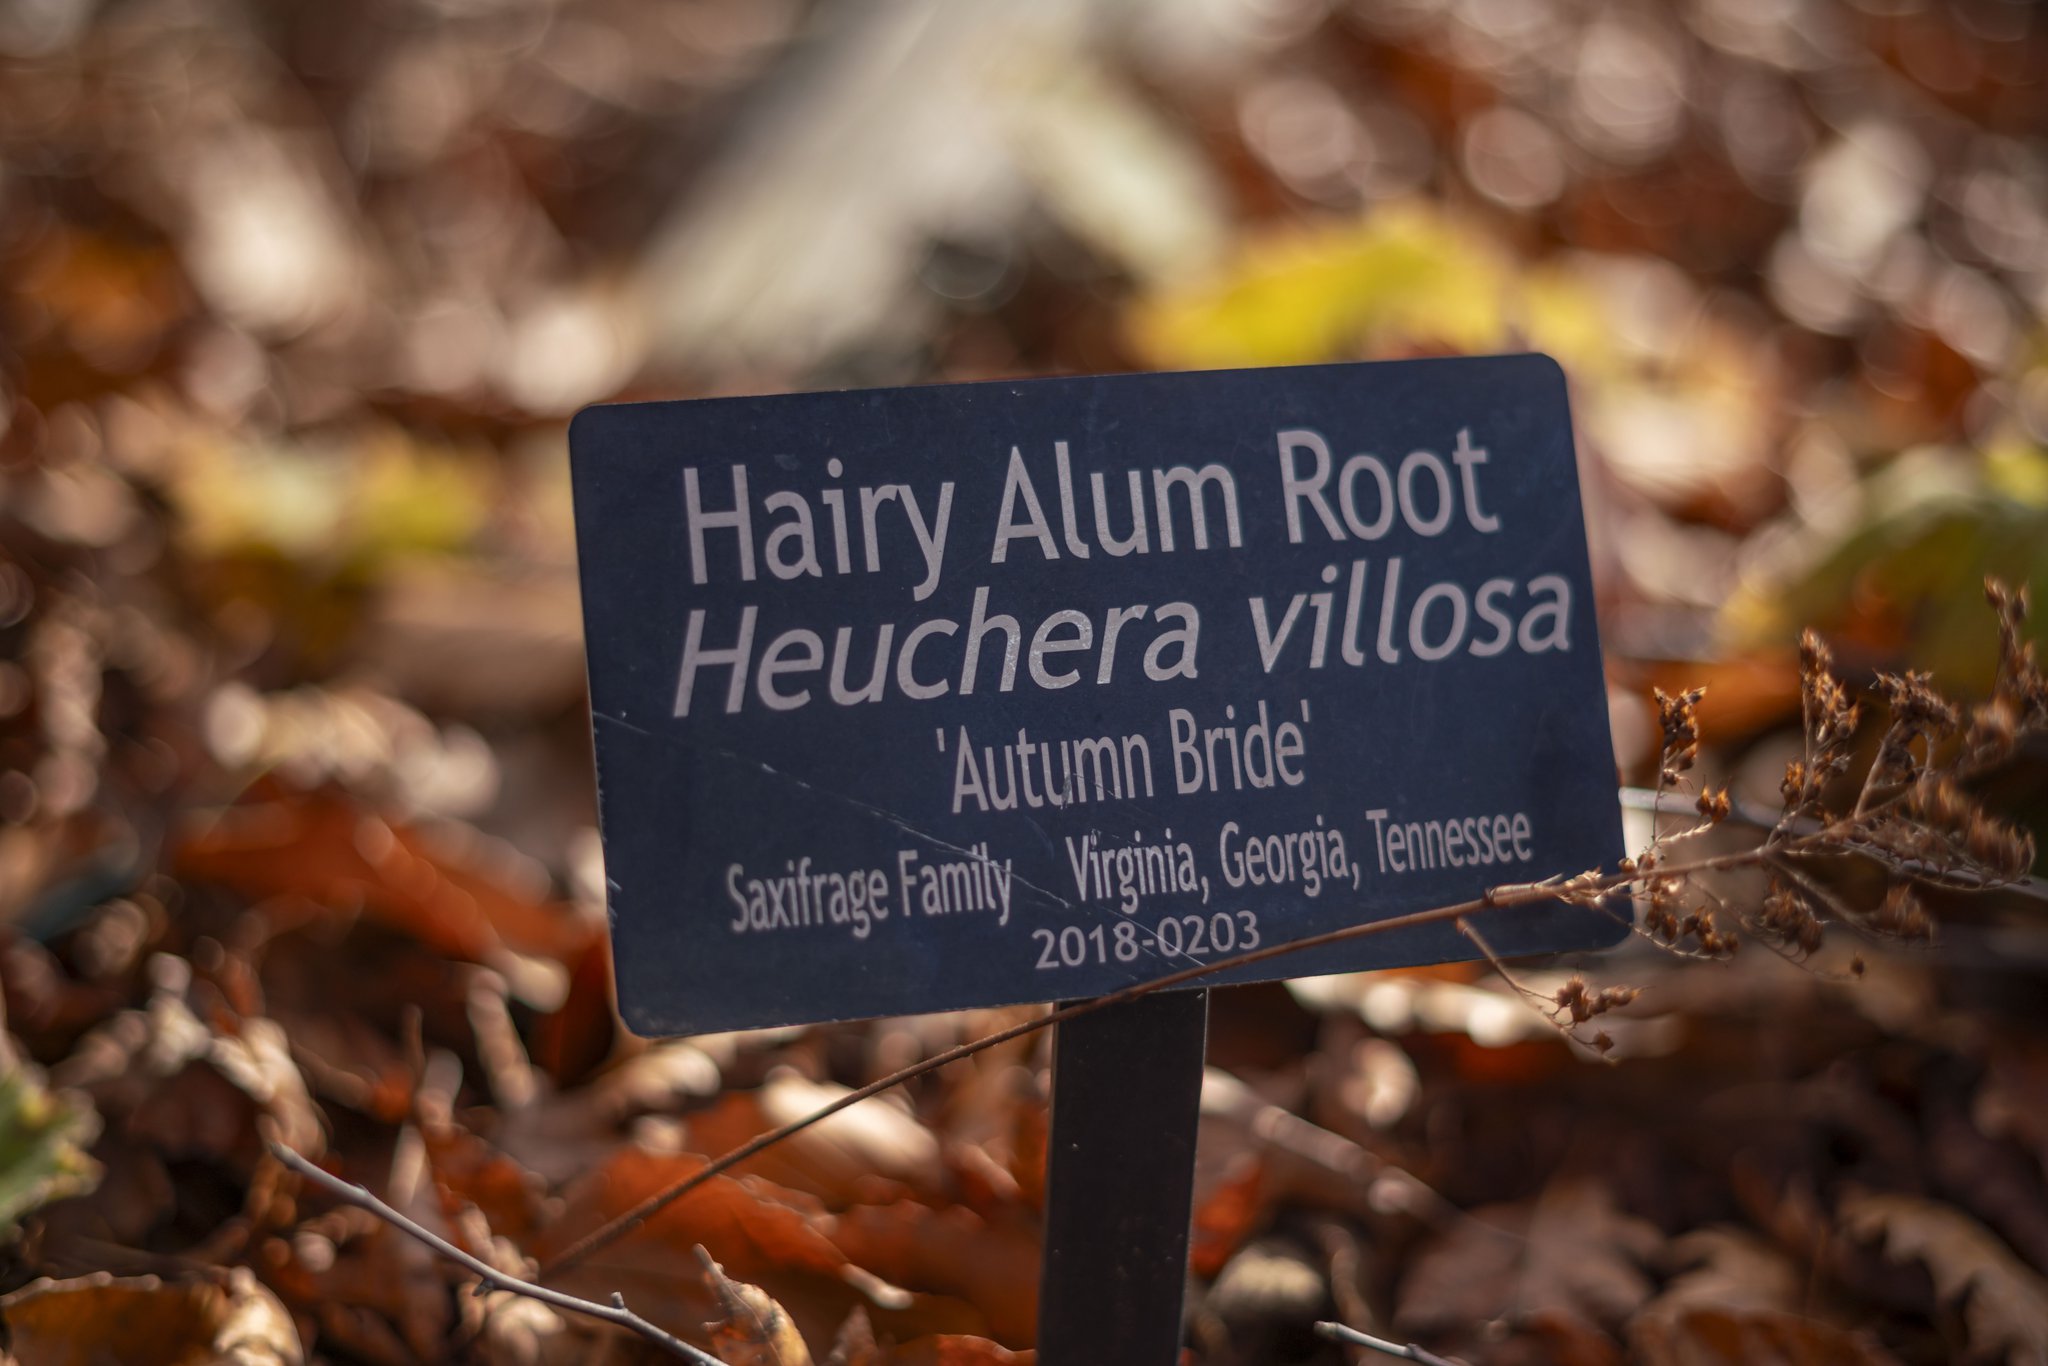 Hairy Alum Root
Heuchera villosa
'Autumn Bride'
Saxifrage Family Virginia, Georgia, Tennessee
2018-0203